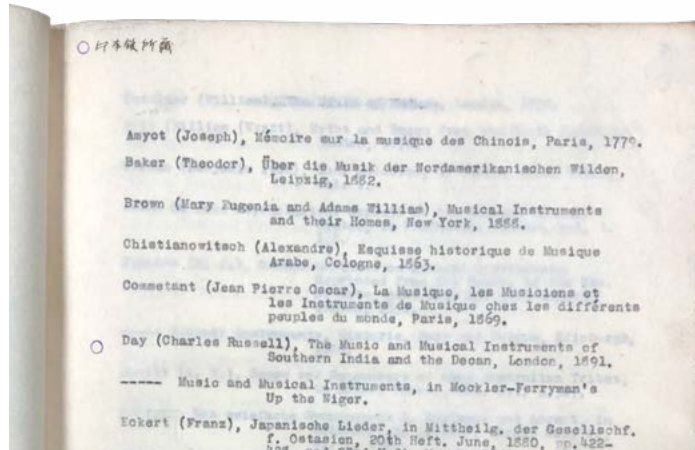 ○印本館所蔵
Amyot (Joseph), Mémoire sur la musique des Chinois, Paris, 1779.
Baker (Theodor), Über die Musik der Nordamerikanischen Wilden,
Leipzig, 1882.
Brown (Mary Eugenia and Adams William), Musical Instruments
and their Homes, New York, 1888.
Chistianowitsch (Alexandre), Esquisse historique de Musique
Arabe, Cologne, 1863.
Commetant (Jean Pierre Oscar), La Musique, les Musiciens et
les Instruments de Musique ches les différents
peuples du monde, Paris, 1869.
○ Day (Charles Russell), The Music and Musical Instruments of
Southern India and the Decan, London, 1891.
----- Music and Musical Instruments, in Mockler-Ferryman's
Up the Niger.
Eckert (Franz), Japanische Lieder, in Mittheilg. der Gesellschf.
f. Ostasien, 20th Heft. June, 1880, pp.422-